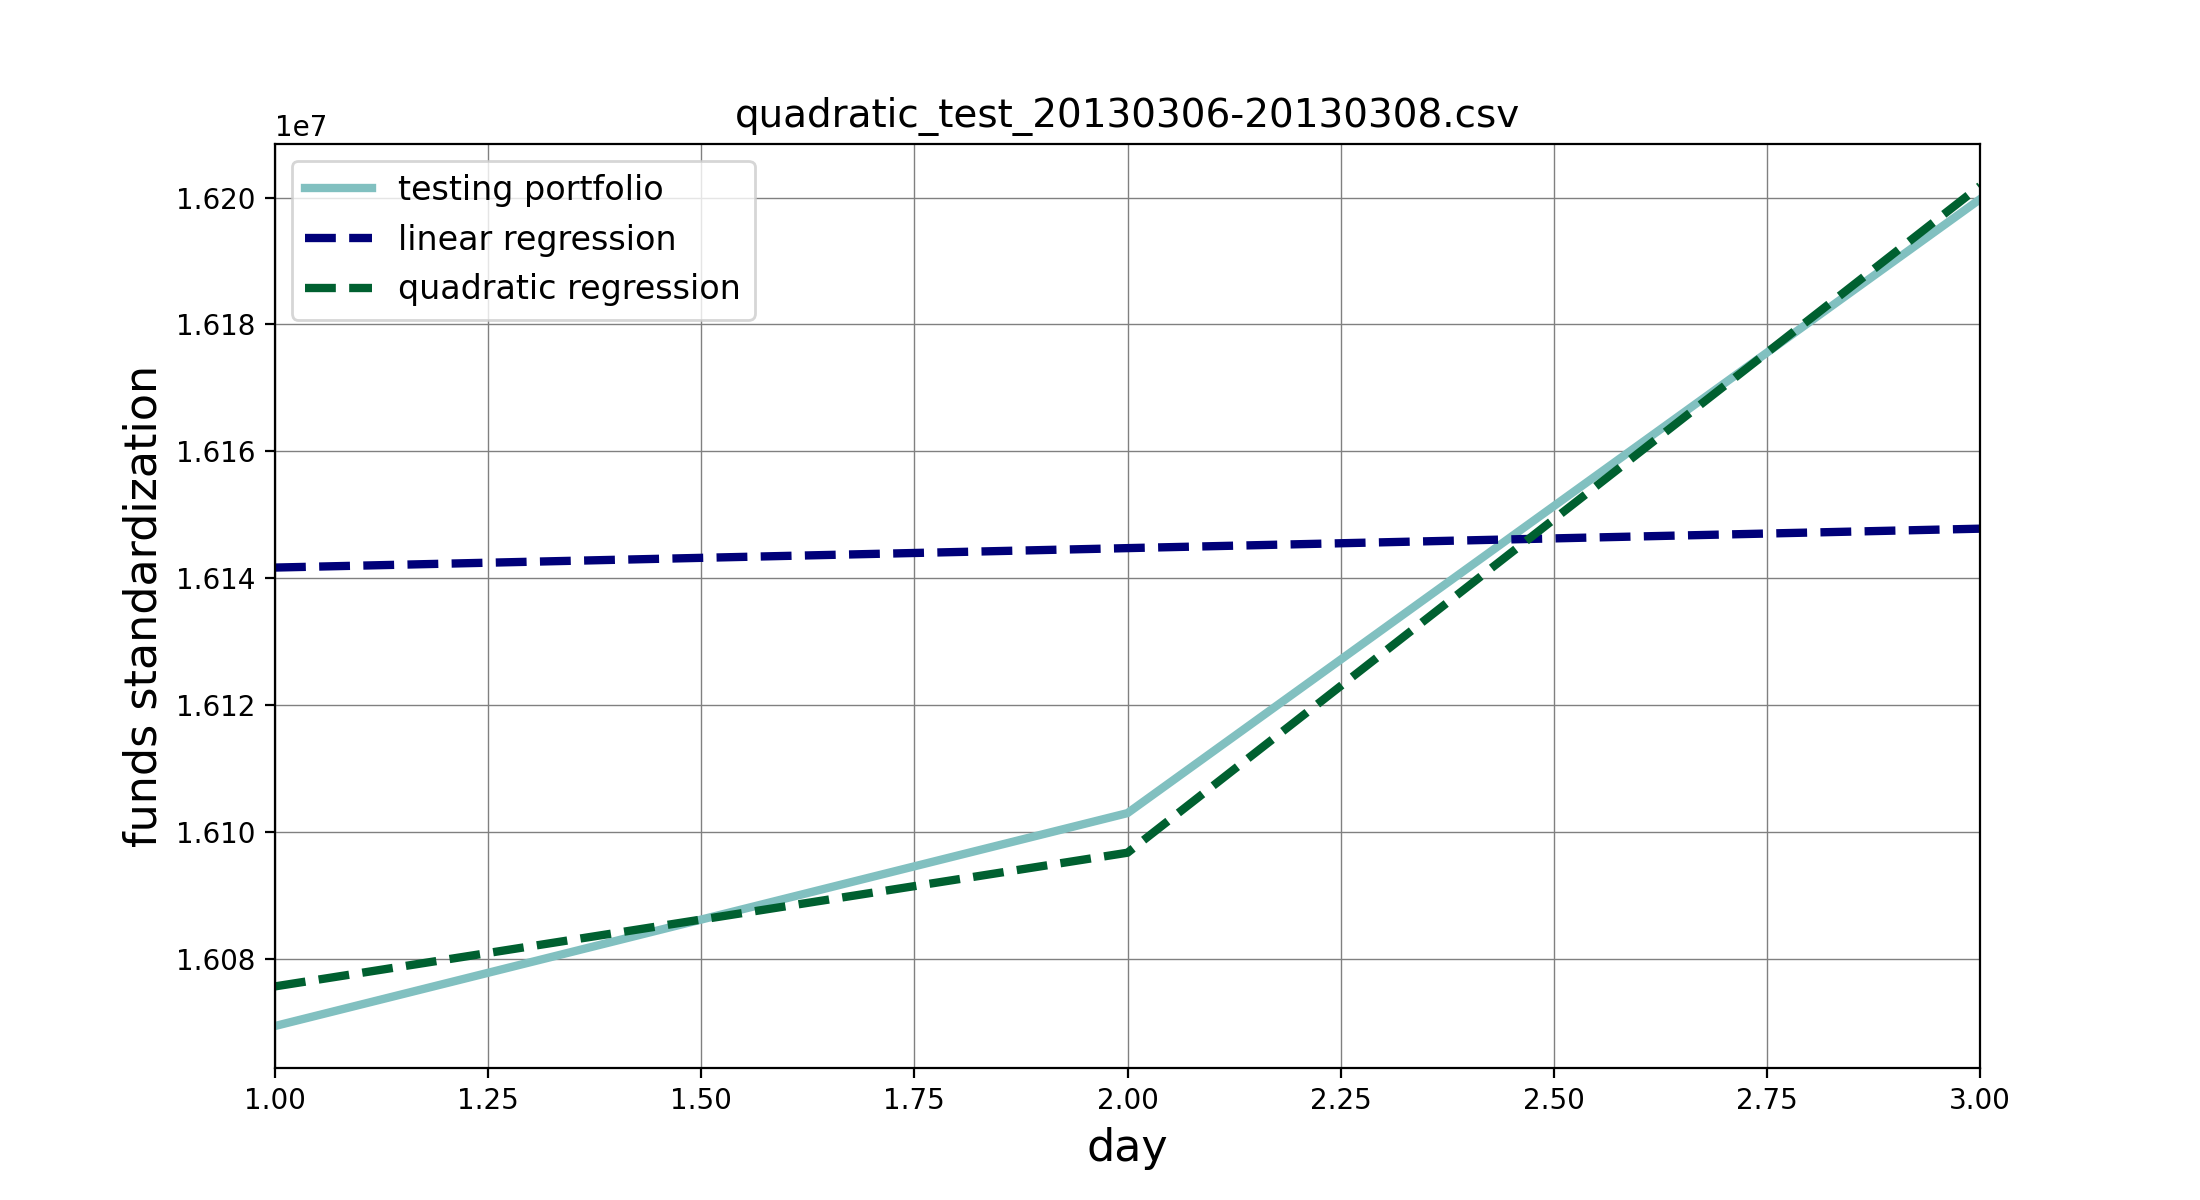 quadratic_test_20130306-20130308.csv
1e7
testing portfolio
linear regression
quadratic regression
1.620
1.618
1.616
1.614
1.612
1.610
1.608
funds standardization
1.00 1.25 1.50 1.75 2.00 2.25 2.50 2.75 3.00
day